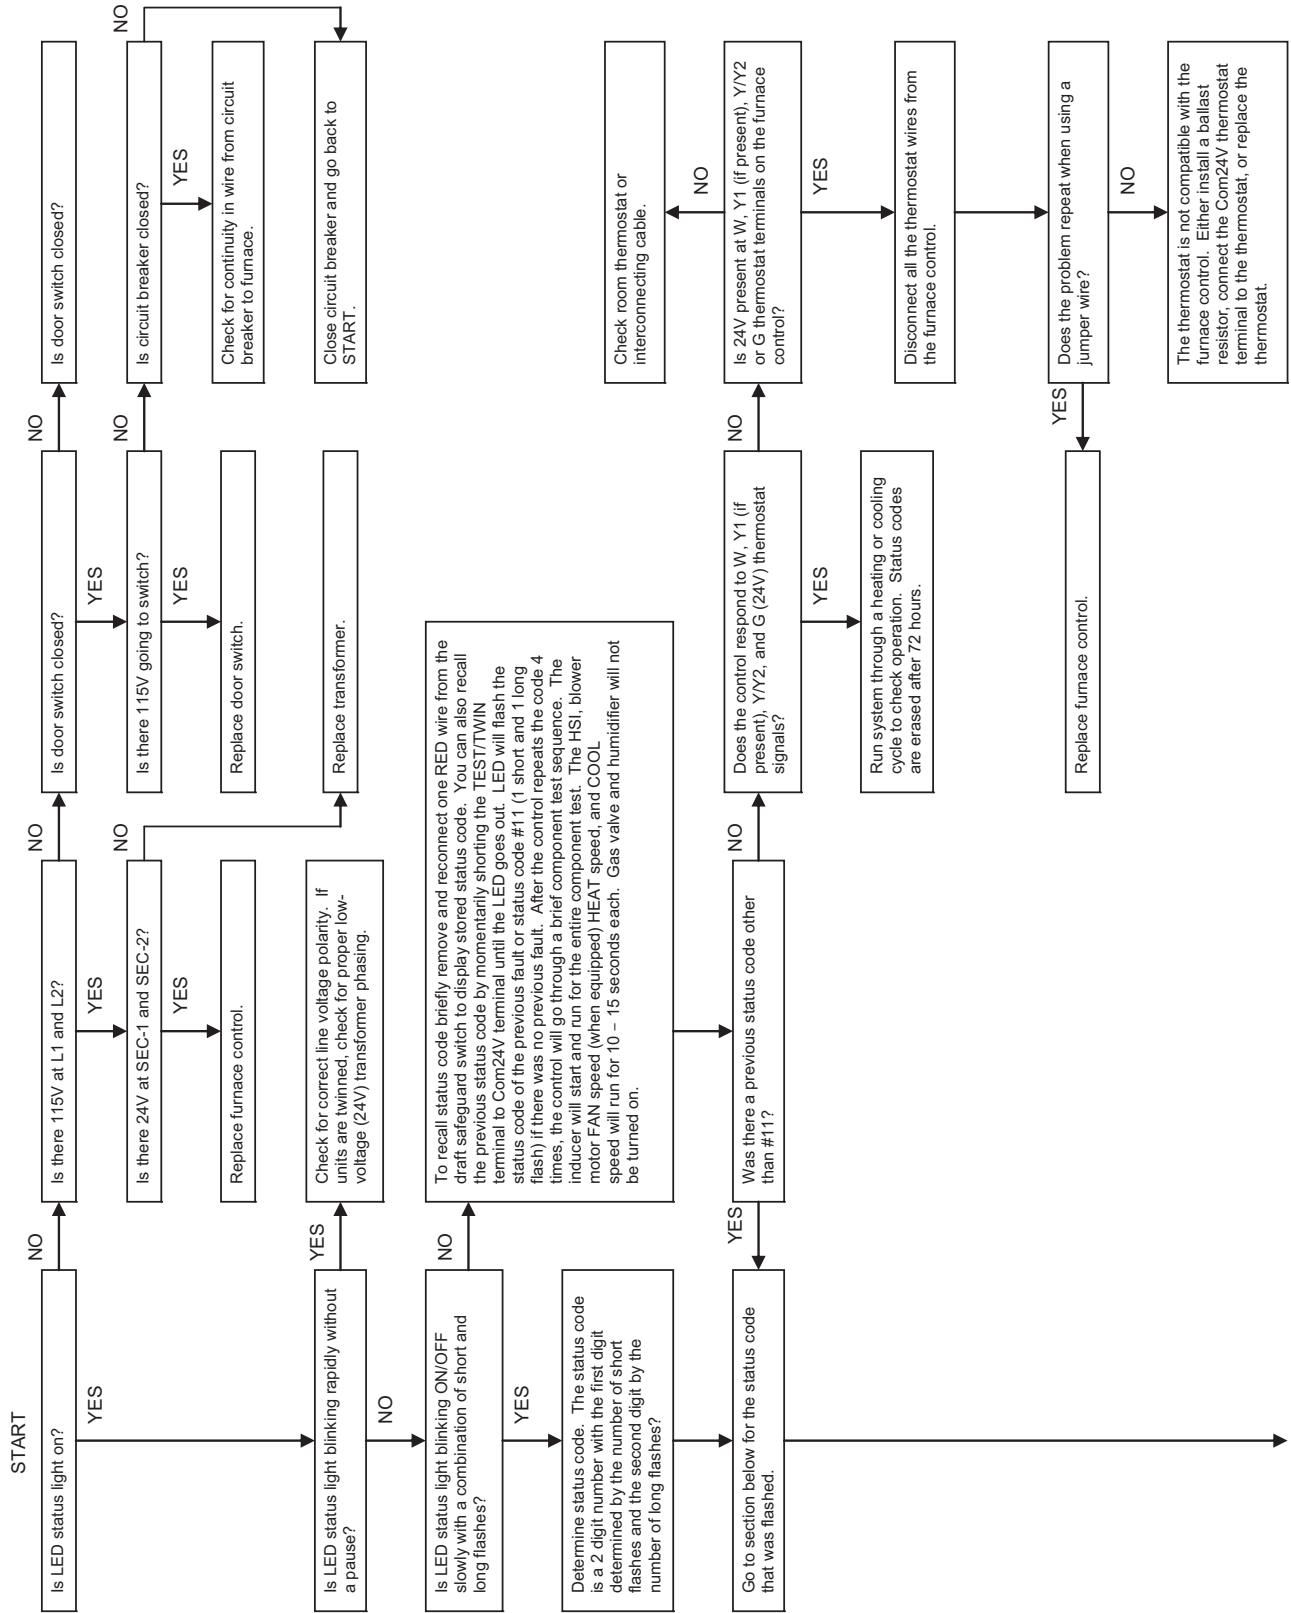 START
Is LED status light on?
NO
YES
Is there 115V at L1 and L2?
NO
YES
Is door switch closed?
NO
YES
Is door switch closed?
Is there 24V at SEC-1 and SEC-2?
NO
YES
Is there 115V going to switch?
NO
YES
Is circuit breaker closed?
NO
YES
Replace furnace control.
Replace door switch.
Check for continuity in wire from circuit
breaker to furnace.
Is LED status light blinking rapidly without
a pause?
YES
NO
Check for correct line voltage polarity.  If
units are twinned, check for proper low-
voltage (24V) transformer phasing.
Replace transformer.
Close circuit breaker and go back to
START.
Is LED status light blinking ON/OFF
slowly with a combination of short and
long flashes?
NO
YES
To recall status code briefly remove and reconnect one RED wire from the
draft safeguard switch to display stored status code.  You can also recall
the previous status code by momentarily shorting the TEST/TWIN
terminal to Com24V terminal until the LED goes out.  LED will flash the
status code of the previous fault or status code #11 (1 short and 1 long
flash) if there was no previous fault.  After the control repeats the code 4
times, the control will go through a brief component test sequence.  The
inducer will start and run for the entire component test.  The HSI, blower
motor FAN speed (when equipped) HEAT speed, and COOL
speed will run for 10 – 15 seconds each.  Gas valve and humidifier will not
be turned on.
Determine status code.  The status code
is a 2 digit number with the first digit
determined by the number of short
flashes and the second digit by the
number of long flashes?
Check room thermostat or
interconnecting cable.
NO
Go to section below for the status code
that was flashed.
YES
Was there a previous status code other
than #11?
NO
Does the control respond to W, Y1 (if
present), Y/Y2, and G (24V) thermostat
signals?
NO
YES
Is 24V present at W, Y1 (if present), Y/Y2
or G thermostat terminals on the furnace
control?
YES
Run system through a heating or cooling
cycle to check operation.  Status codes
are erased after 72 hours.
Disconnect all the thermostat wires from
the furnace control.
Replace furnace control.
YES
Does the problem repeat when using a
jumper wire?
NO
The thermostat is not compatible with the
furnace control.  Either install a ballast
resistor, connect the Com24V thermostat
terminal to the thermostat, or replace the
thermostat.